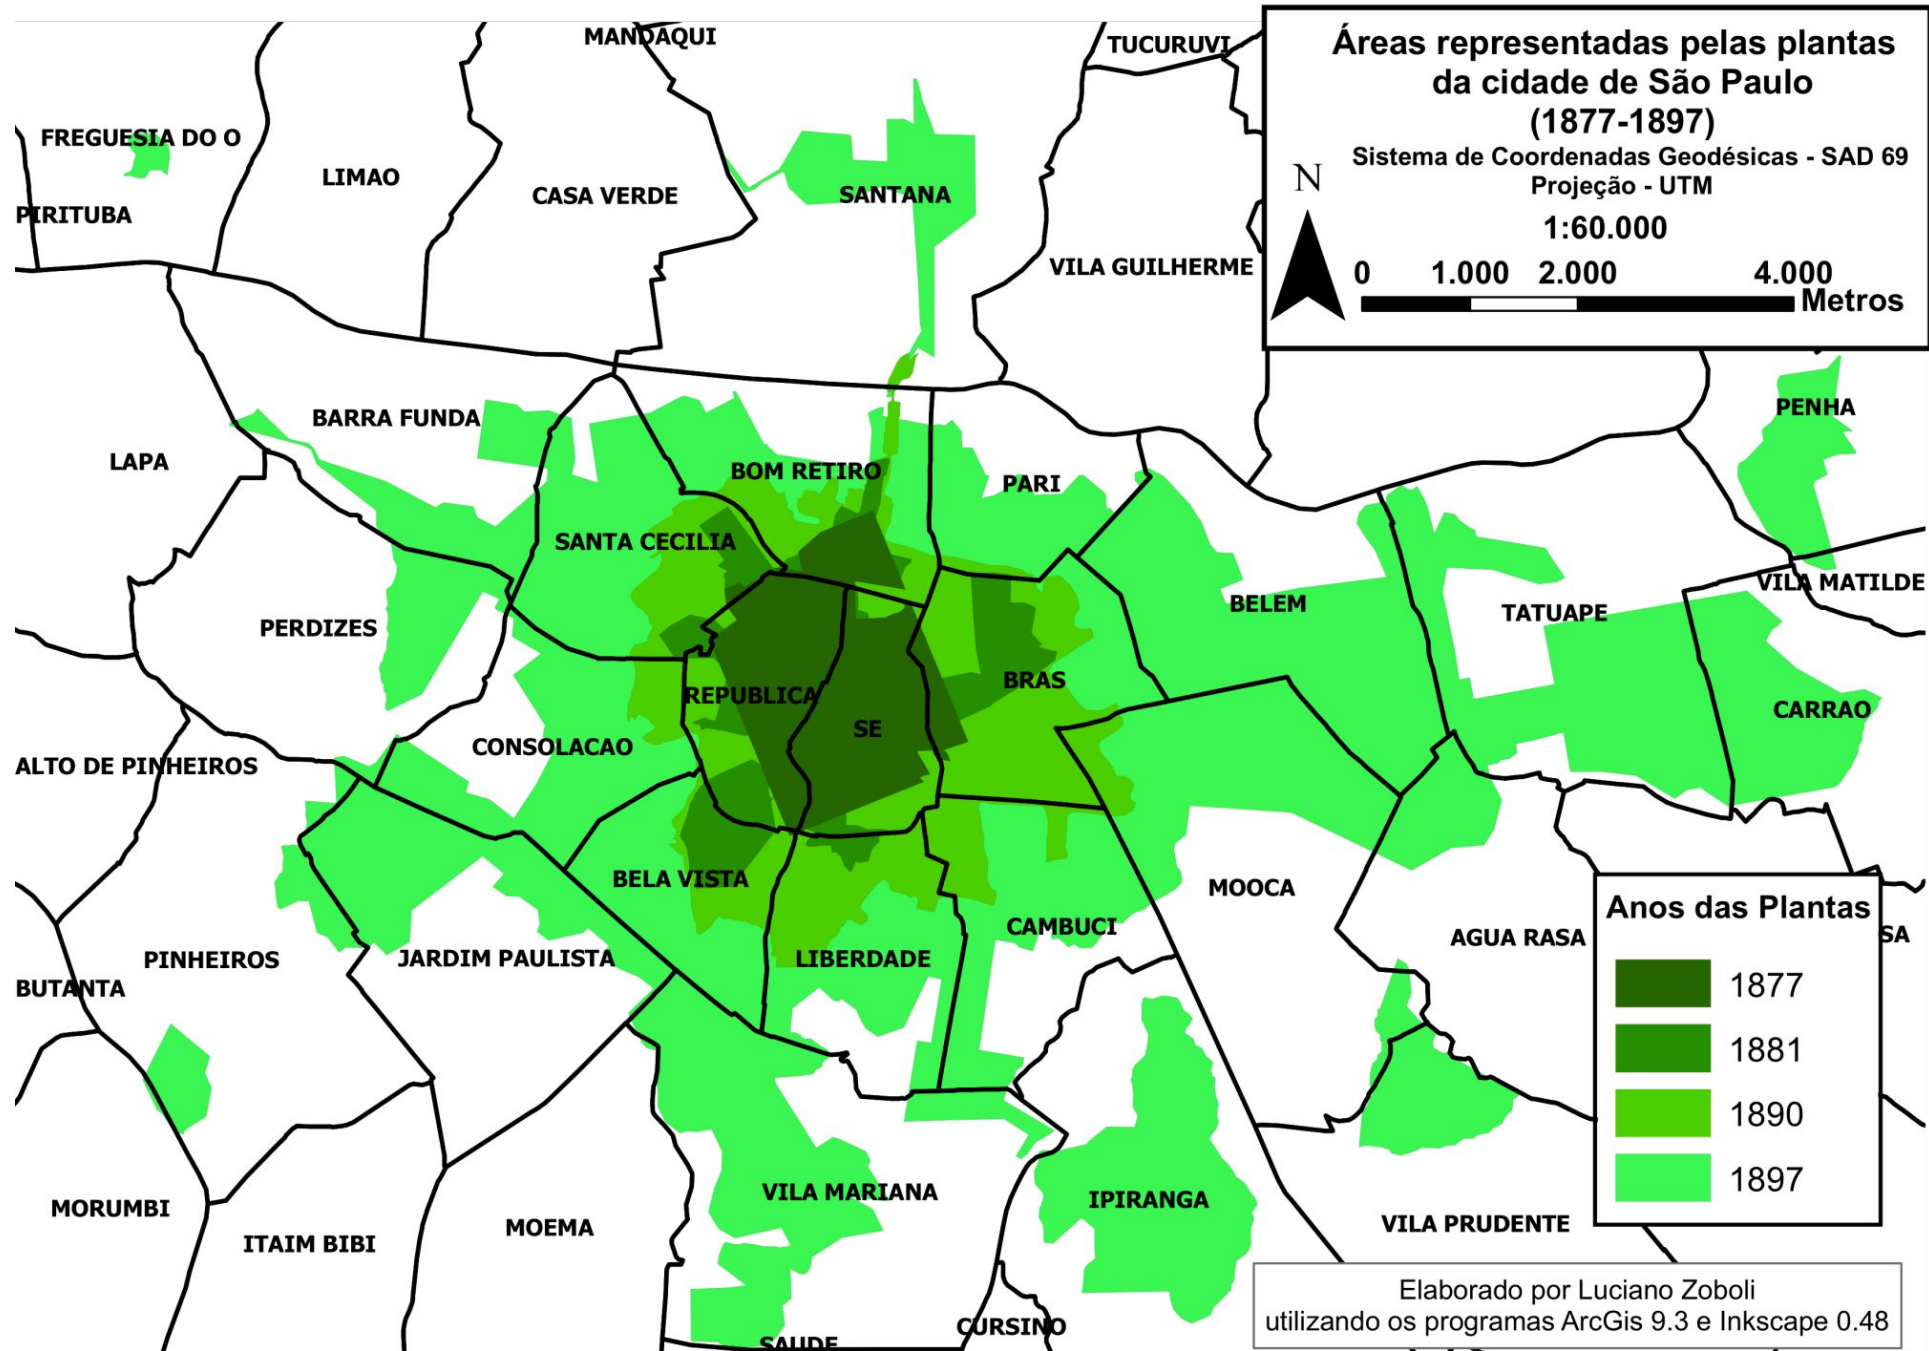 MANDAQUI
TUCURUVI
FREGUESIA DO O
LIMAO
CASA VERDE
SANTANA
PIRITUBA
VILA GUILHERME
Áreas representadas pelas plantas
da cidade de São Paulo
(1877-1897)
Sistema de Coordenadas Geodésicas - SAD 69
Projeção - UTM
N
1:60.000
0 1.000 2.000 4.000
Metros
BARRA FUNDA
PENHA
LAPA
BOM RETIRO
PARI
SANTA CECILIA
VILA MATILDE
BELEM
TATUAPE
PERDIZES
BRAS
REPUBLICA
SE
CARRAO
CONSOLACAO
ALTO DE PINHEIROS
BELA VISTA
MOOCA
CAMBUCI
AGUA RASA
SA
PINHEIROS
JARDIM PAULISTA
LIBERDADE
BUTANTA
Anos das Plantas
1877
1881
1890
1897
MORUMBI
VILA MARIANA
IPIRANGA
ITAIM BIBI
MOEMA
VILA PRUDENTE
CURSINO
SAUDE
Elaborado por Luciano Zoboli
utilizando os programas ArcGis 9.3 e Inkscape 0.48